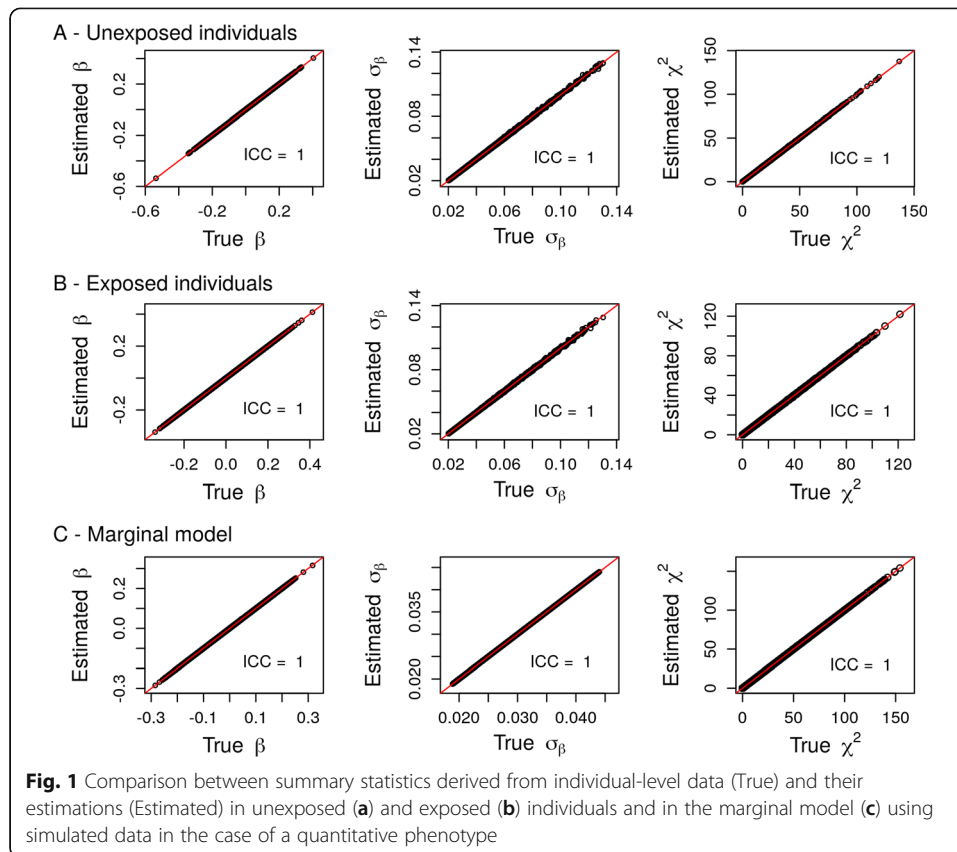 A - Unexposed individuals
Estimated β
0.2
-0.2
-0.6
ICC = 1
-0.6
-0.2
0.2
True β
Estimated σβ
0.14
0.08
0.02
ICC = 1
0.02
0.06
0.10
0.14
True σβ
Estimated χ²
150
100
50
0
ICC = 1
0
50
100
150
True χ²
B - Exposed individuals
Estimated β
0.2
-0.2
ICC = 1
-0.2
0.0
0.2
0.4
True β
Estimated σβ
0.14
0.08
0.02
ICC = 1
0.02
0.06
0.10
0.14
True σβ
Estimated χ²
120
80
40
0
ICC = 1
0
40
80
120
True χ²
C - Marginal model
Estimated β
0.2
0.0
-0.3
ICC = 1
-0.3
-0.1
0.1
0.3
True β
Estimated σβ
0.035
0.020
ICC = 1
0.020
0.030
0.040
True σβ
Estimated χ²
100
50
0
ICC = 1
0
50
100
150
True χ²
Fig. 1 Comparison between summary statistics derived from individual-level data (True) and their
estimations (Estimated) in unexposed (a) and exposed (b) individuals and in the marginal model (c) using
simulated data in the case of a quantitative phenotype